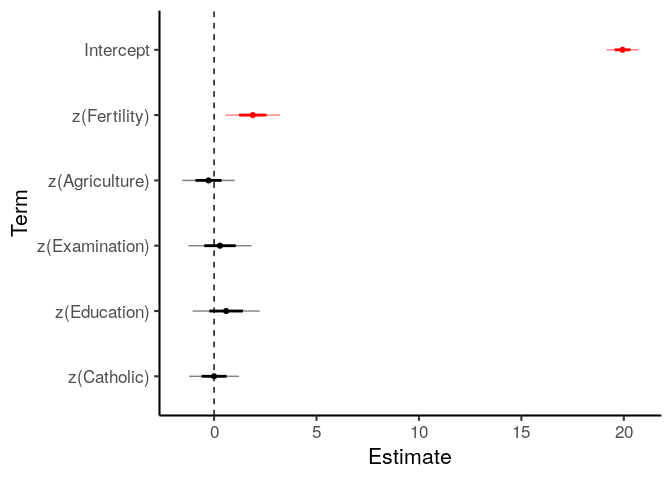 Intercept
z(Fertility)
z(Agriculture)
z(Examination)
z(Education)
z(Catholic)
Term
0 5 10 15 20
Estimate